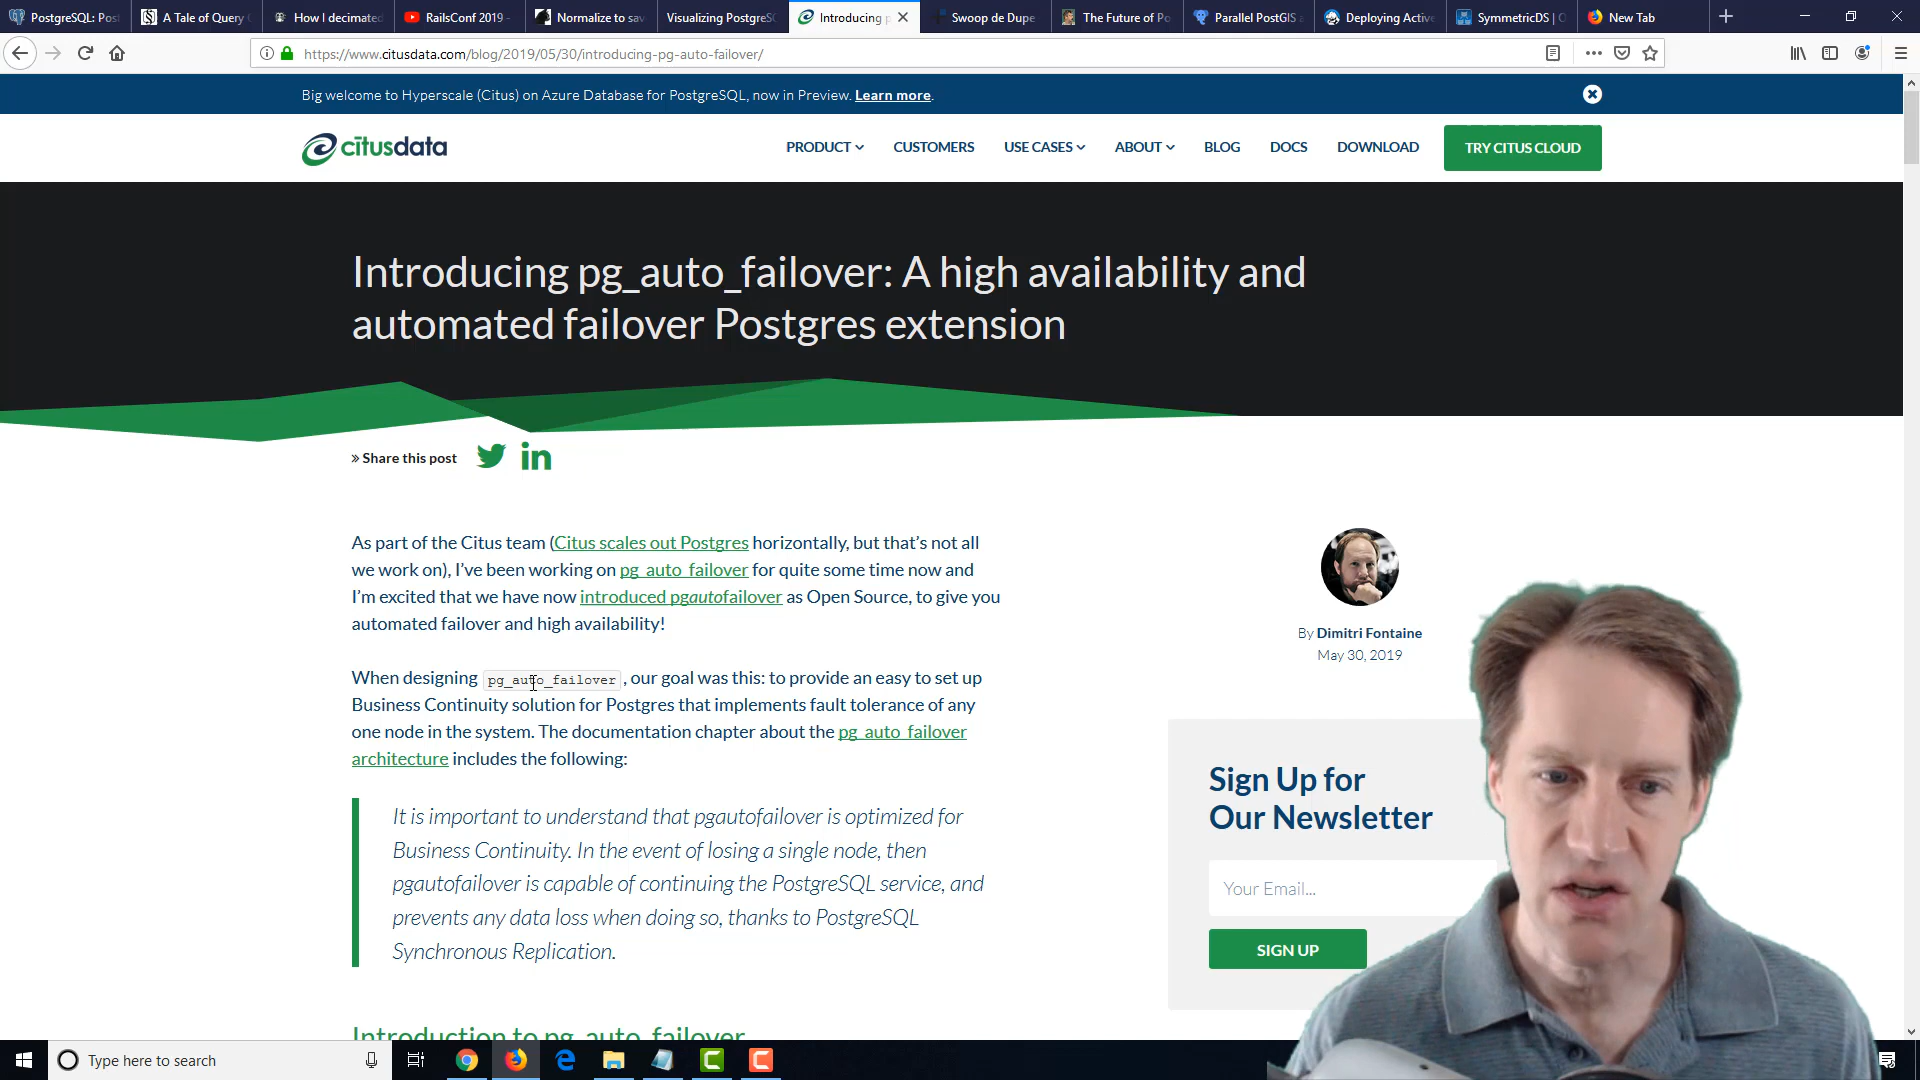 PostgreSQL: Pos
A Tale of Query
How I decimated
RailsConf 2019 -
Normalize to sav
Visualizing PostgreSQ
Introducing p
Swoop de Dupe
The Future of Po
Parallel PostGIS a
Deploying Active
SymmetricDS | O
New Tab
https://www.citusdata.com/blog/2019/05/30/introducing-pg-auto-failover/
Big welcome to Hyperscale (Citus) on Azure Database for PostgreSQL, now in Preview. Learn more.
citusdata
PRODUCT CUSTOMERS USE CASES ABOUT BLOG DOCS DOWNLOAD TRY CITUS CLOUD
Introducing pg_auto_failover: A high availability and
automated failover Postgres extension
» Share this post
As part of the Citus team (Citus scales out Postgres horizontally, but that's not all
we work on), I've been working on pg_auto_failover for quite some time now and
I'm excited that we have now introduced pgautofailover as Open Source, to give you
automated failover and high availability!
When designing pg_auto_failover, our goal was this: to provide an easy to set up
Business Continuity solution for Postgres that implements fault tolerance of any
one node in the system. The documentation chapter about the pg_auto_failover
architecture includes the following:
It is important to understand that pgautofailover is optimized for
Business Continuity. In the event of losing a single node, then
pgautofailover is capable of continuing the PostgreSQL service, and
prevents any data loss when doing so, thanks to PostgreSQL
Synchronous Replication.
Introduction to pg_auto_failover
By Dimitri Fontaine
May 30, 2019
Sign Up for
Our Newsletter
Your Email...
SIGN UP
Type here to search